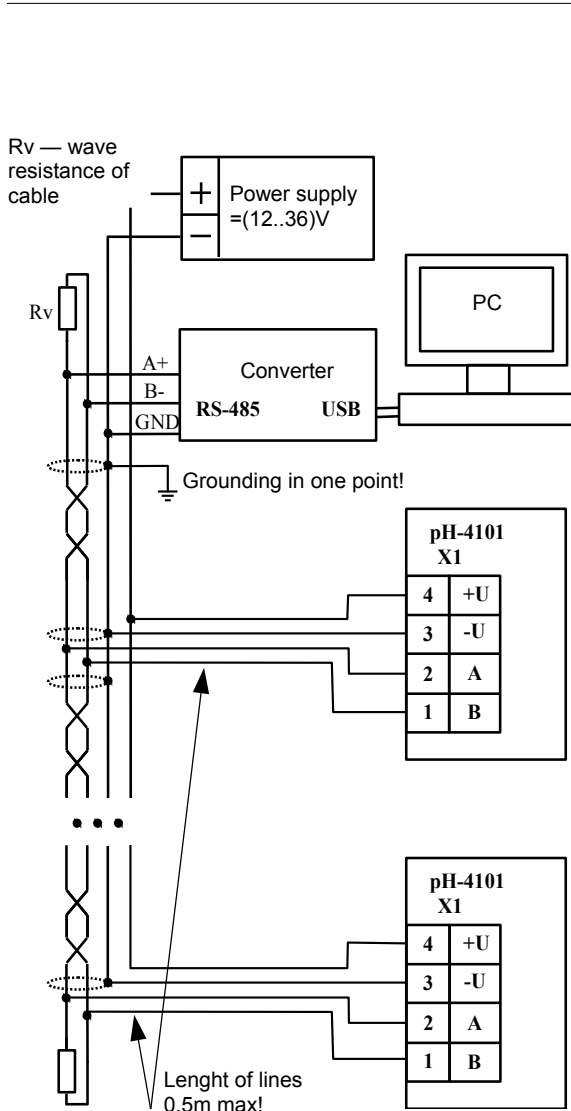 Rv — wave
resistance of
cable
+
Power supply
=(12..36)V
−
Rv
PC
A+
Converter
B-
RS-485 USB
GND
Grounding in one point!
pH-4101
X1
4 +U
3 -U
2 A
1 B
pH-4101
X1
4 +U
3 -U
2 A
1 B
Lenght of lines
0.5m max!